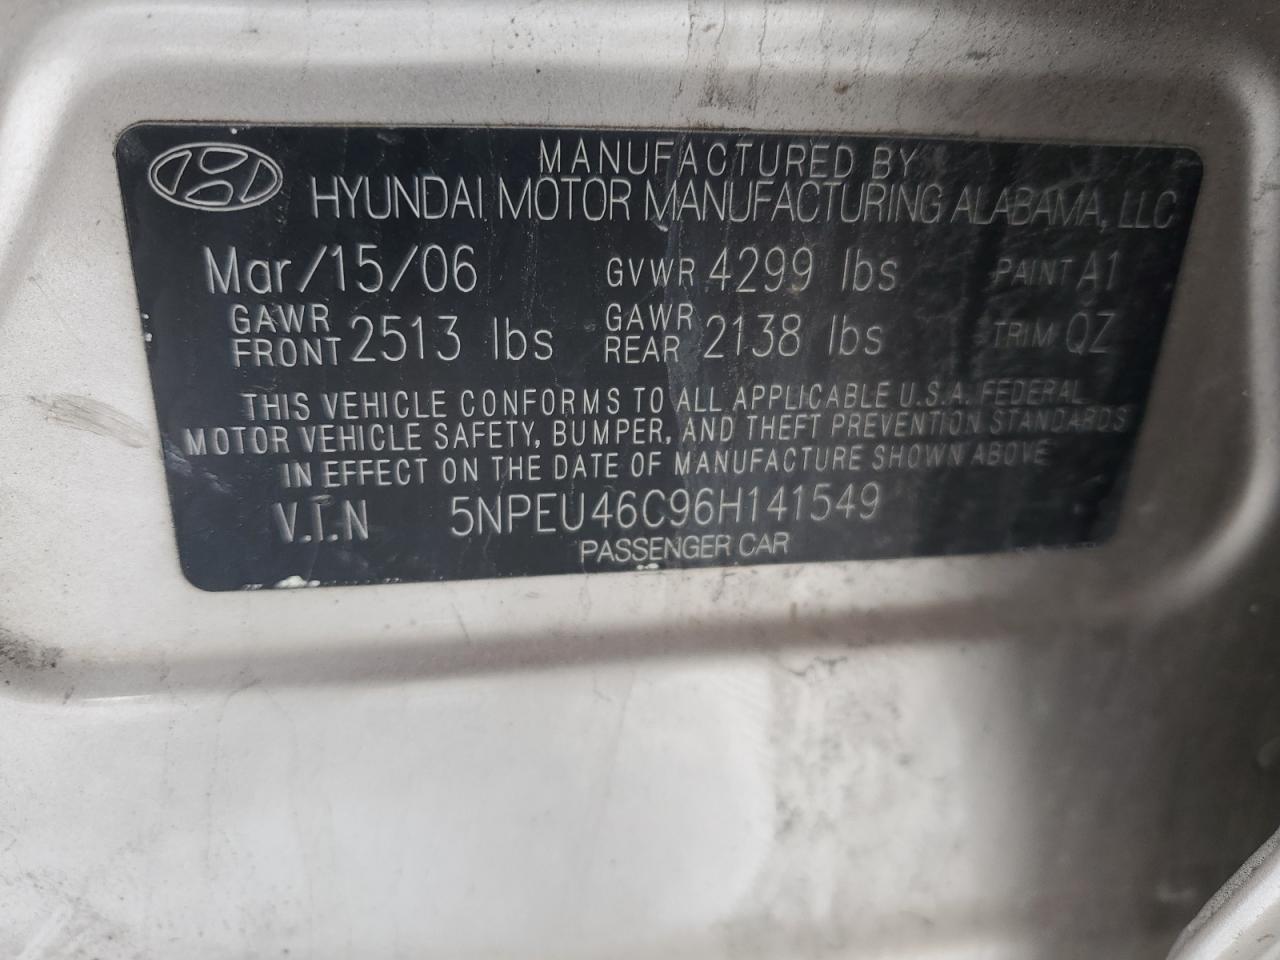 MANUFACTURED BY
HYUNDAI MOTOR MANUFACTURING ALABAMA, LLC
Mar/15/06 GVWR 4299 lbs PAINT A1
GAWR FRONT 2513 lbs GAWR REAR 2138 lbs TRIM QZ
THIS VEHICLE CONFORMS TO ALL APPLICABLE U.S.A. FEDERAL
MOTOR VEHICLE SAFETY, BUMPER, AND THEFT PREVENTION STANDARDS
IN EFFECT ON THE DATE OF MANUFACTURE SHOWN ABOVE
V.I.N 5NPEU46C96H141549
PASSENGER CAR